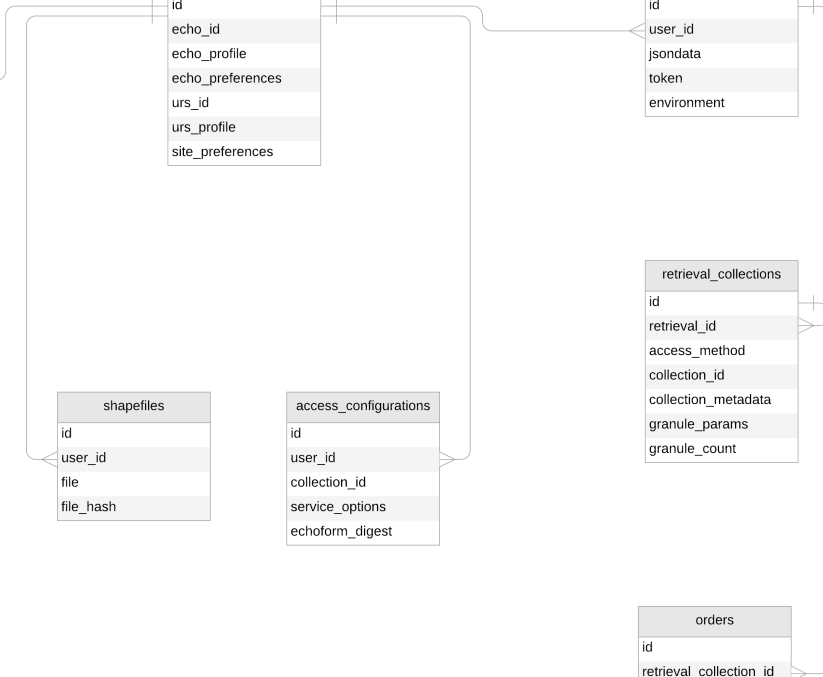 id
echo_id
echo_profile
echo_preferences
urs_id
urs_profile
site_preferences
id
user_id
jsondata
token
environment
retrieval_collections
id
retrieval_id
access_method
collection_id
collection_metadata
granule_params
granule_count
shapefiles
id
user_id
file
file_hash
access_configurations
id
user_id
collection_id
service_options
echoform_digest
orders
id
retrieval_collection_id